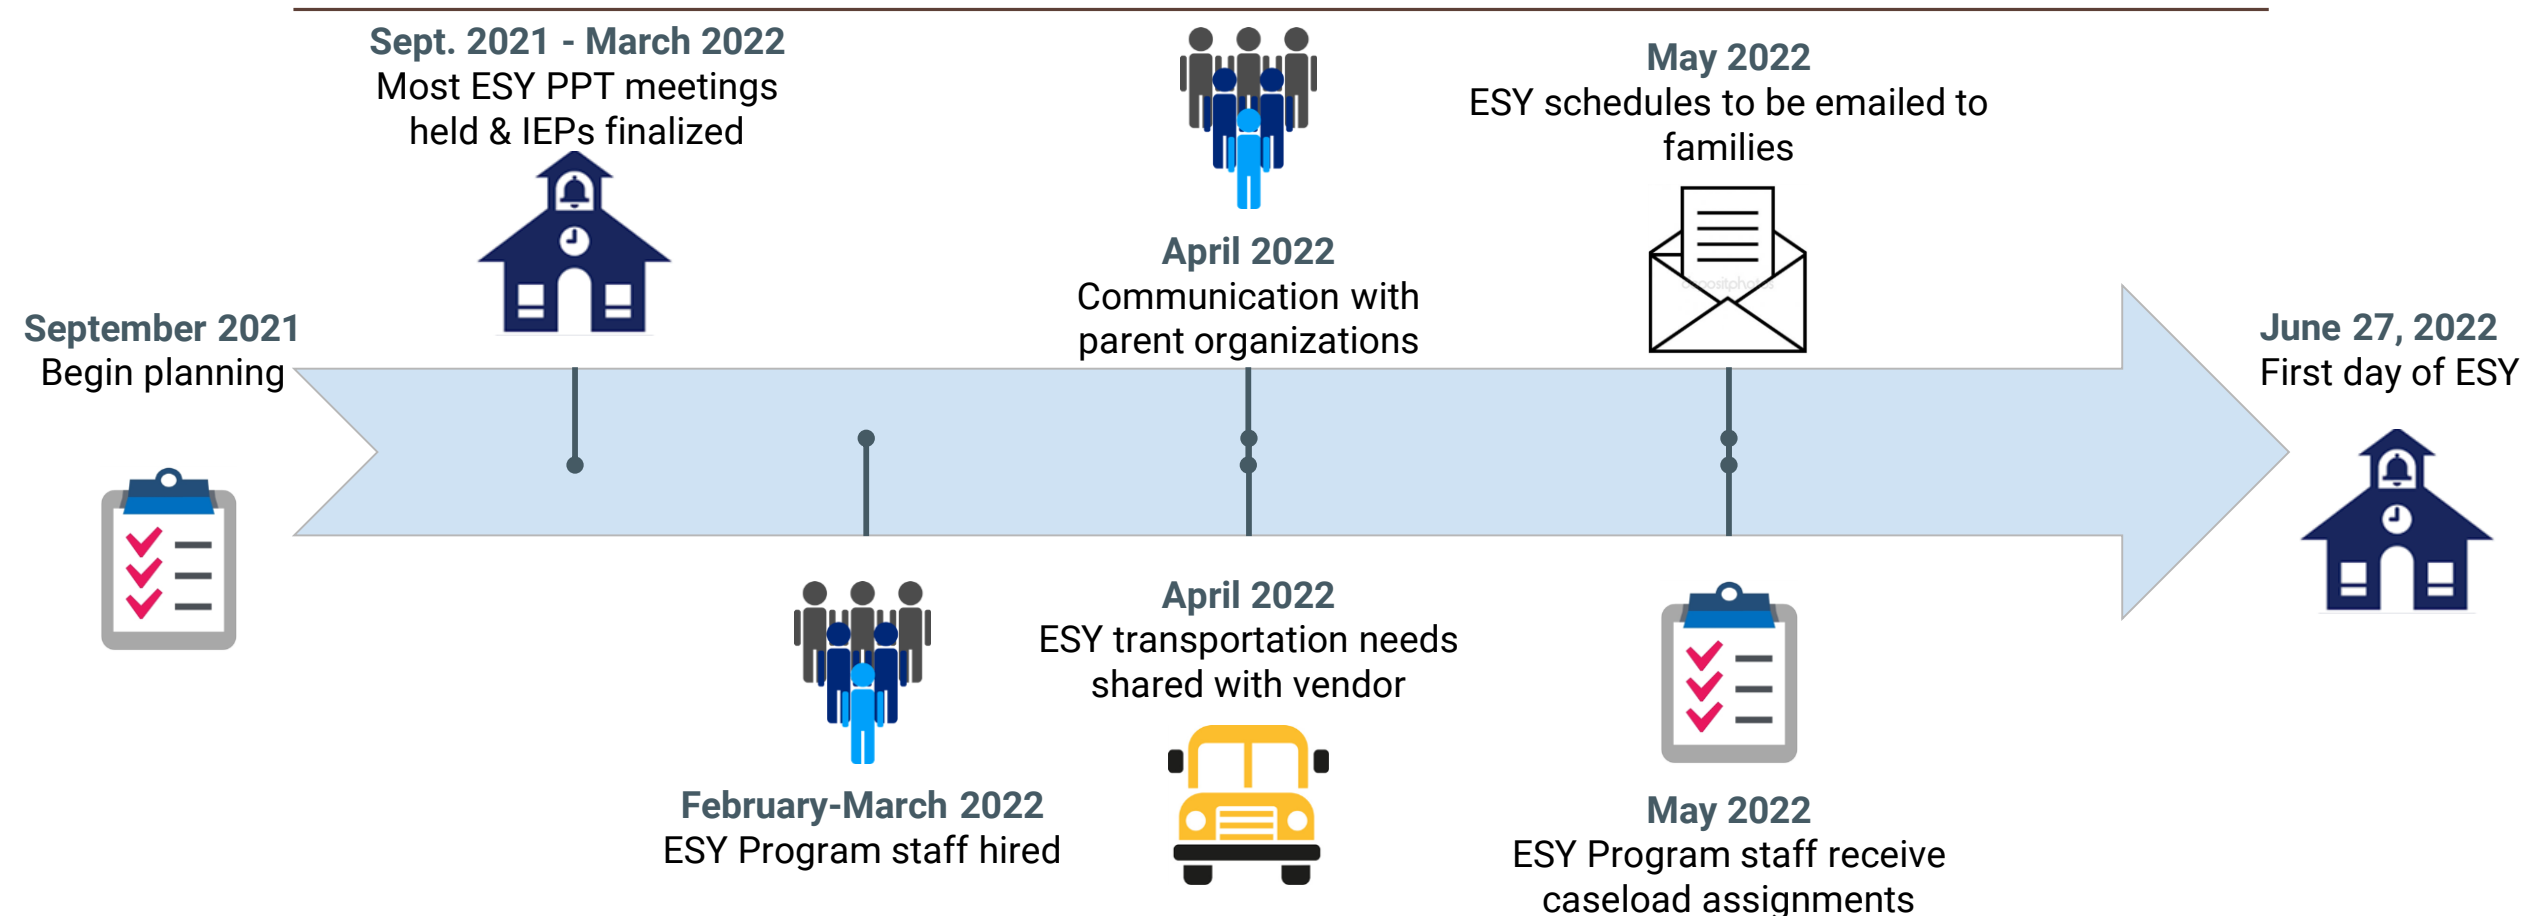 Sept. 2021 - March 2022
Most ESY PPT meetings
held & IEPs finalized
April 2022
Communication with
parent organizations
May 2022
ESY schedules to be emailed to
families
depositphotos
September 2021
Begin planning
June 27, 2022
First day of ESY
February-March 2022
ESY Program staff hired
April 2022
ESY transportation needs
shared with vendor
May 2022
ESY Program staff receive
caseload assignments